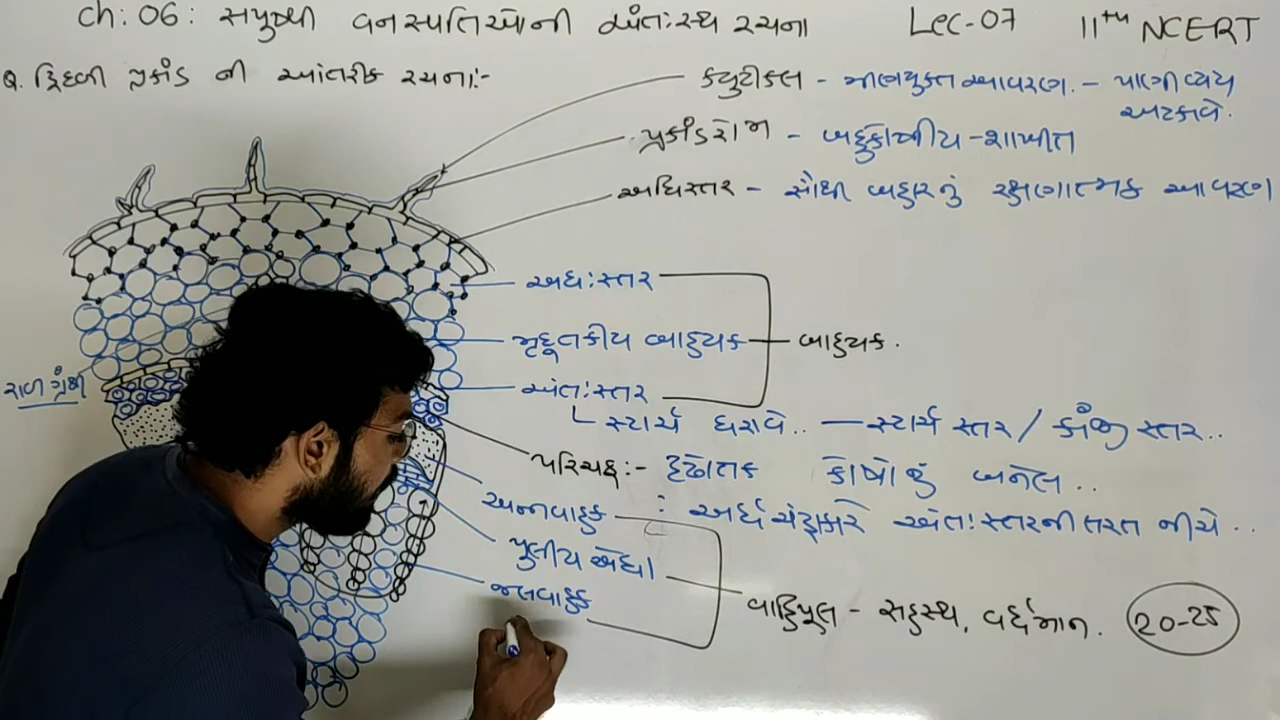 Ch: 06: સપુષ્પી વનસ્પતિઓની અંત:સ્થ રચના Lec-07 11th NCERT
Q. દ્વિદળી પ્રકાંડ ની આંતરીક રચના:-
ક્યુટીકલ - મીણયુક્ત આવરણ. - પાણી વ્યય
અટકાવે.
પ્રકાંડરોમ - બહુકોષીય - શાખીત
અધિસ્તર - સૌથી બહારનું રક્ષણાત્મક આવરણ
અધ:સ્તર
મૃદૂતકીય બાહ્યક - બાહ્યક.
રાળ ગ્રંથી
અંત:સ્તર
સ્ટાર્ચ ધરાવે.. - સ્ટાર્ચ સ્તર / કાંજી સ્તર..
પરિચક્ર:- દૃઢોતક કોષોનું બનેલ..
અન્નવાહક : અર્ધચંદ્રાકારે અંત:સ્તરની તરત નીચે..
પુલીય એધા
જલવાહક
વાહિપૂલ - સહસ્થ, વર્દ્ધમાન. 20-25